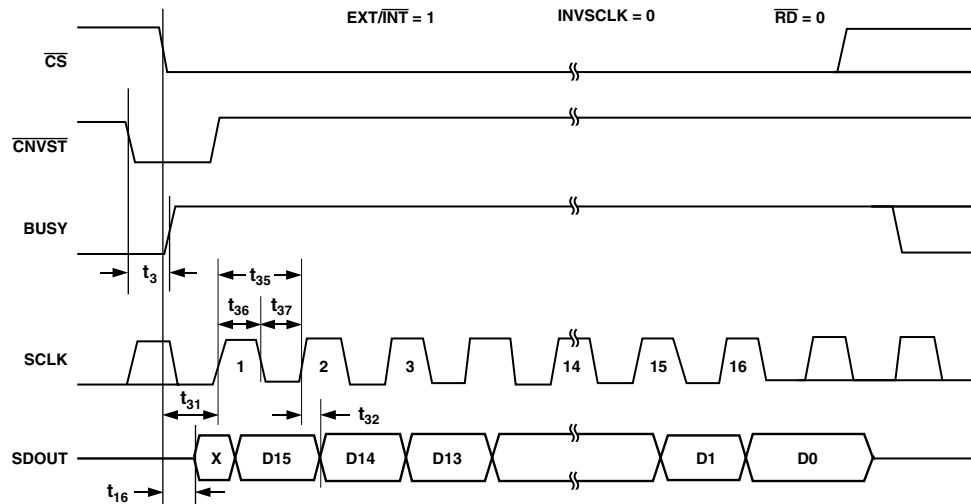 EXT/INT = 1 INVSCLK = 0 RD = 0
CS
CNVST
BUSY
t3
t35
t36 t37
SCLK 1 2 3 14 15 16
t31
t32
SDOUT X D15 D14 D13 D1 D0
t16